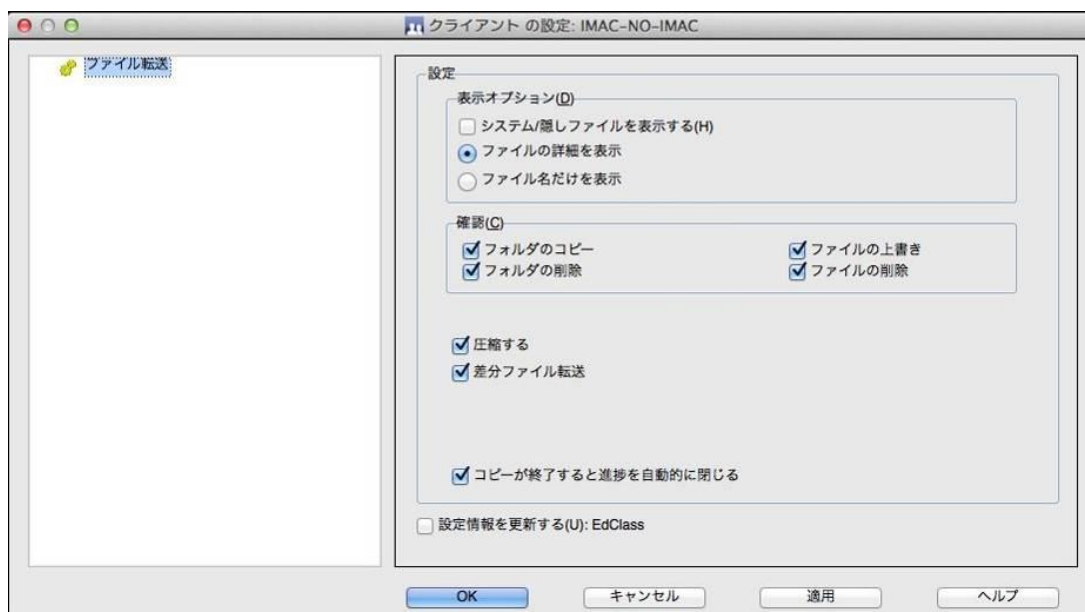 クライアント の設定: IMAC-NO-IMAC
ファイル転送
設定
表示オプション(D)
システム/隠しファイルを表示する(H)
ファイルの詳細を表示
ファイル名だけを表示
確認(C)
フォルダのコピー ファイルの上書き
フォルダの削除 ファイルの削除
圧縮する
差分ファイル転送
コピーが終了すると進捗を自動的に閉じる
設定情報を更新する(U): EdClass
OK キャンセル 適用 ヘルプ